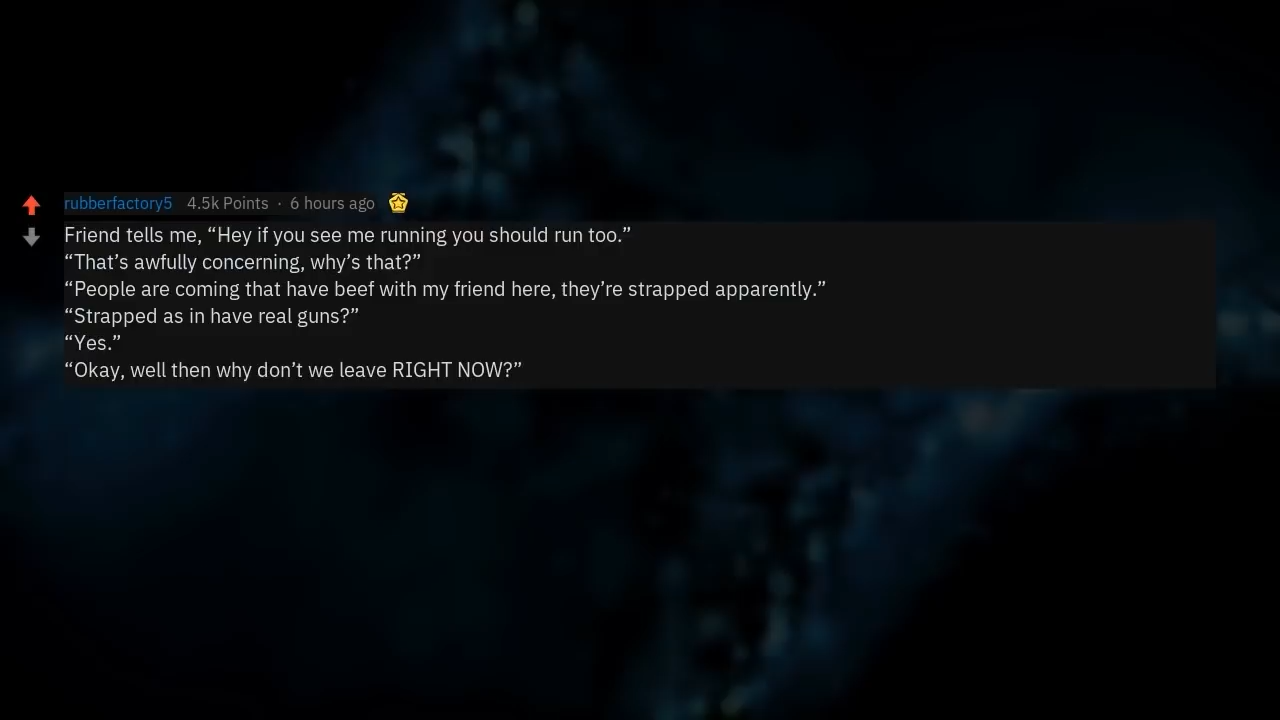 rubberfactory5 4.5k Points · 6 hours ago
Friend tells me, “Hey if you see me running you should run too.”
“That’s awfully concerning, why’s that?”
“People are coming that have beef with my friend here, they’re strapped apparently.”
“Strapped as in have real guns?”
“Yes.”
“Okay, well then why don’t we leave RIGHT NOW?”